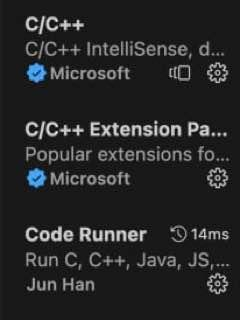 C/C++
C/C++ IntelliSense, d...
Microsoft
C/C++ Extension Pa...
Popular extensions fo...
Microsoft
Code Runner 14ms
Run C, C++, Java, JS,...
Jun Han